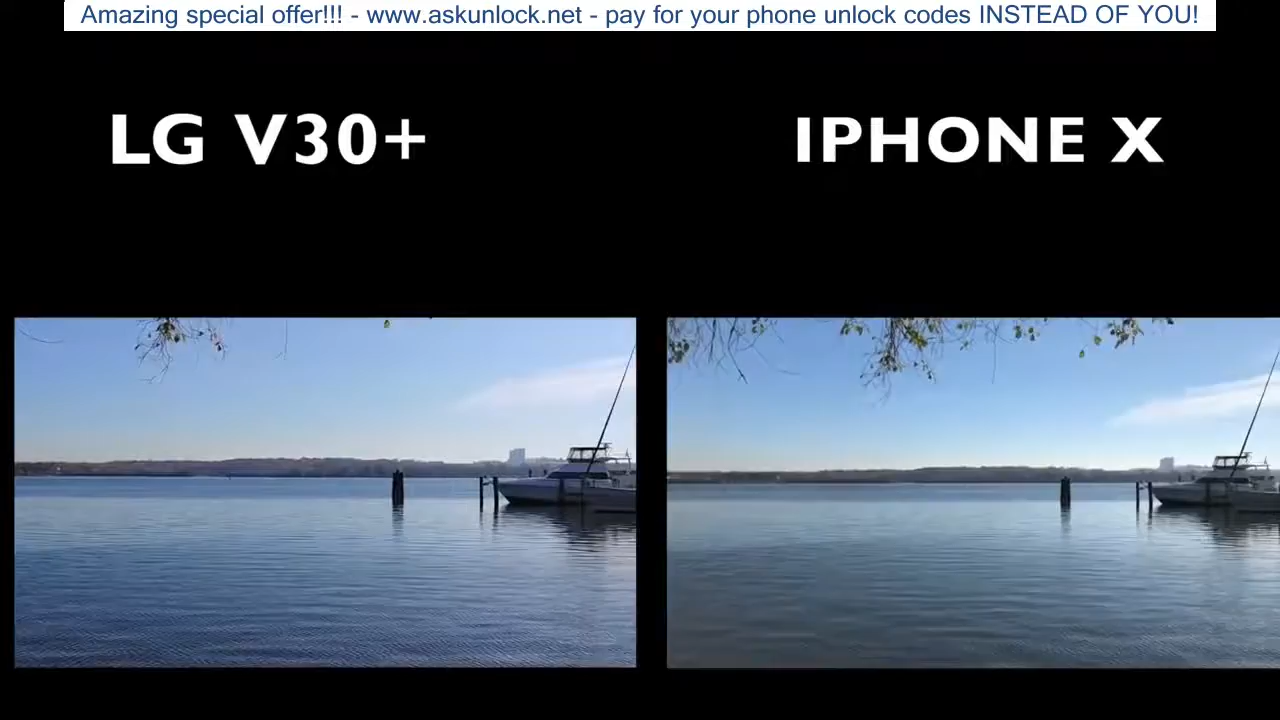 Amazing special offer!!! - www.askunlock.net - pay for your phone unlock codes INSTEAD OF YOU!
LG V30+
IPHONE X